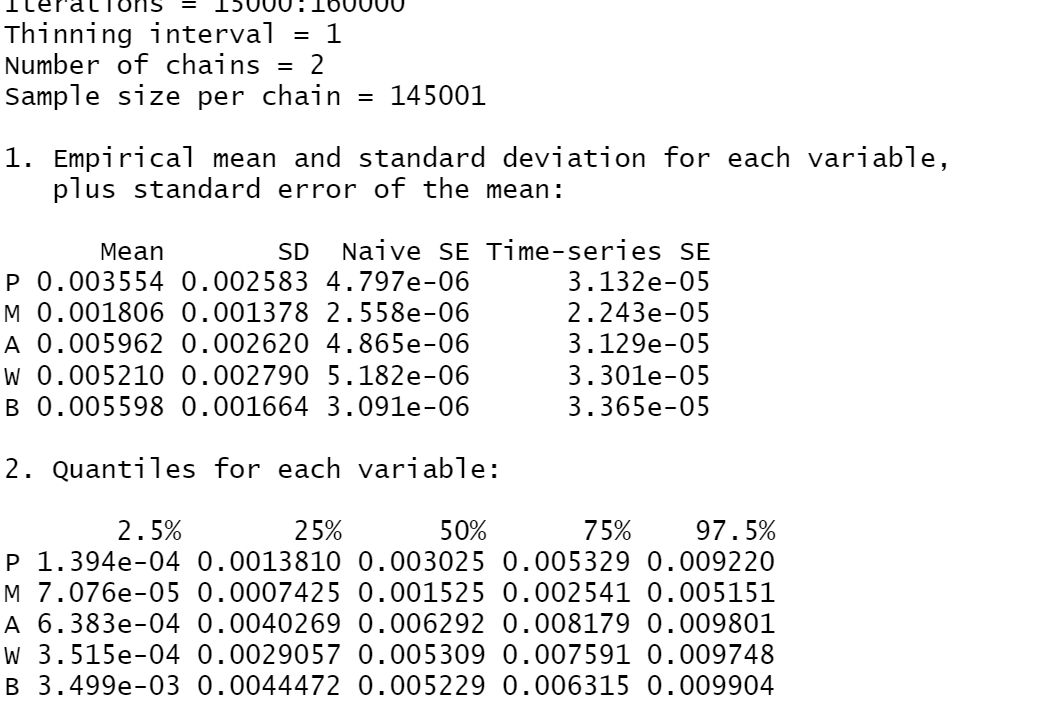 Iterations = 15000:160000
Thinning interval = 1
Number of chains = 2
Sample size per chain = 145001
1. Empirical mean and standard deviation for each variable,
plus standard error of the mean:
Mean SD Naive SE Time-series SE
P 0.003554 0.002583 4.797e-06 3.132e-05
M 0.001806 0.001378 2.558e-06 2.243e-05
A 0.005962 0.002620 4.865e-06 3.129e-05
W 0.005210 0.002790 5.182e-06 3.301e-05
B 0.005598 0.001664 3.091e-06 3.365e-05
2. Quantiles for each variable:
2.5% 25% 50% 75% 97.5%
P 1.394e-04 0.0013810 0.003025 0.005329 0.009220
M 7.076e-05 0.0007425 0.001525 0.002541 0.005151
A 6.383e-04 0.0040269 0.006292 0.008179 0.009801
W 3.515e-04 0.0029057 0.005309 0.007591 0.009748
B 3.499e-03 0.0044472 0.005229 0.006315 0.009904